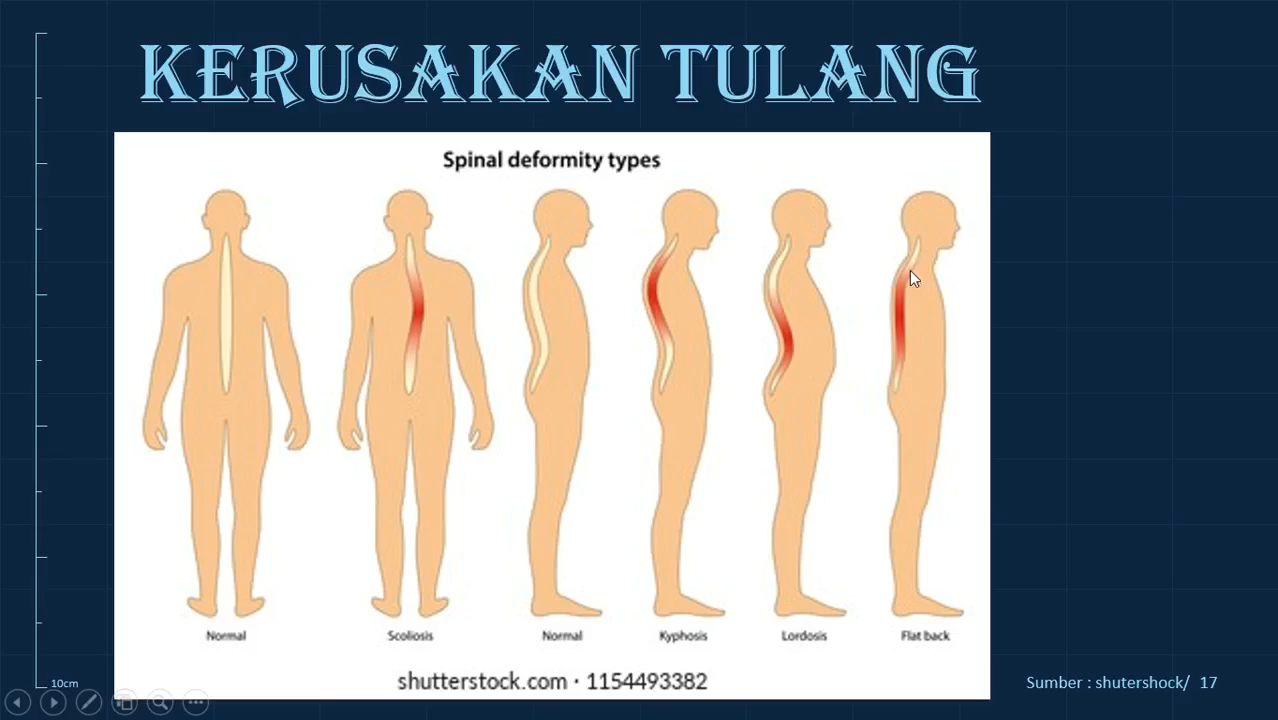 KERUSAKAN TULANG
Spinal deformity types
Normal
Scoliosis
Normal
Kyphosis
Lordosis
Flat back
shutterstock.com · 1154493382
10cm
Sumber : shutershock/ 17